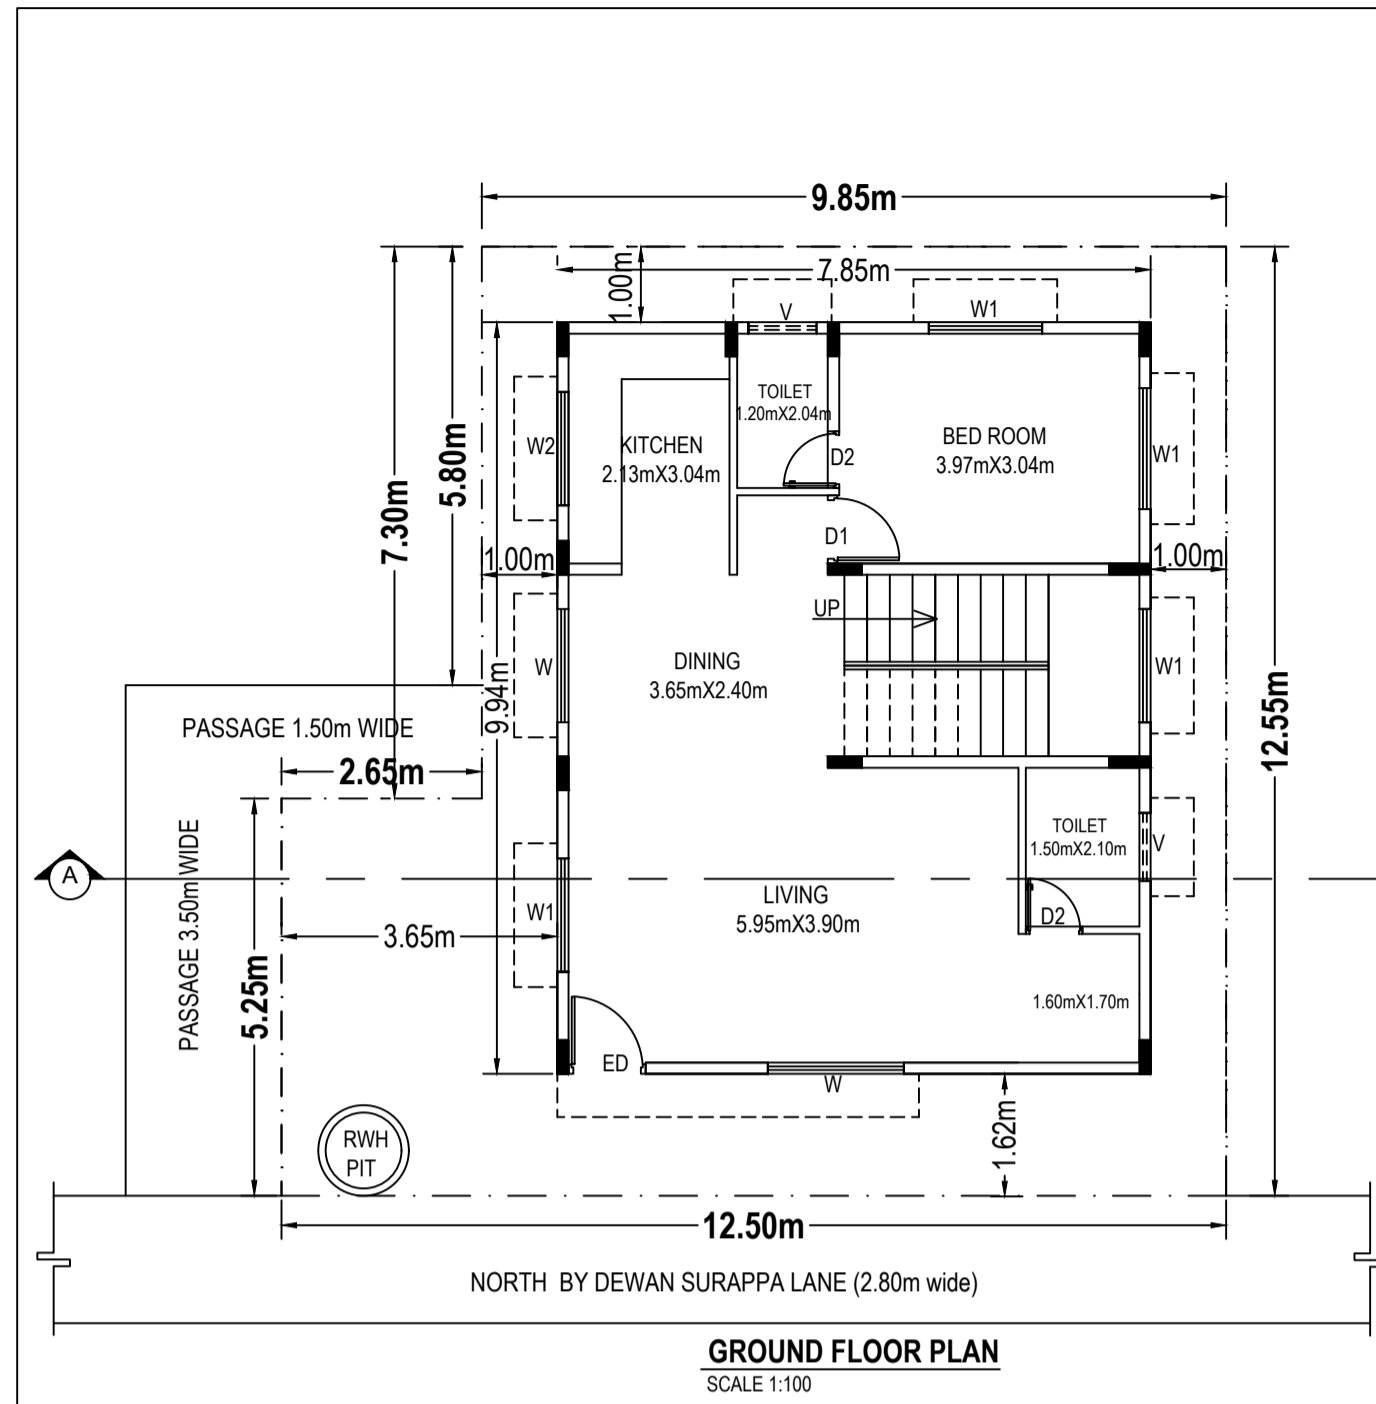 9.85m
7.85m
1.00m
V
W1
TOILET
1.20mX2.04m
KITCHEN
2.13mX3.04m
W2
D2
BED ROOM
3.97mX3.04m
W1
5.80m
7.30m
D1
1.00m
1.00m
UP
W
DINING
3.65mX2.40m
W1
9.94m
12.55m
PASSAGE 1.50m WIDE
2.65m
TOILET
1.50mX2.10m
V
PASSAGE 3.50m WIDE
A
LIVING
5.95mX3.90m
W1
D2
3.65m
5.25m
1.60mX1.70m
ED
W
1.62m
RWH
PIT
12.50m
NORTH BY DEWAN SURAPPA LANE (2.80m wide)
GROUND FLOOR PLAN
SCALE 1:100